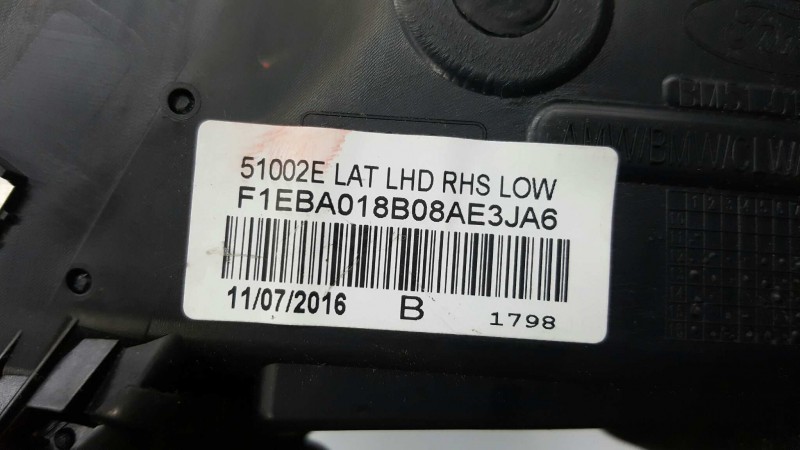 51002E LAT LHD RHS LOW
F1EBA018B08AE3JA6
11/07/2016 B 1798